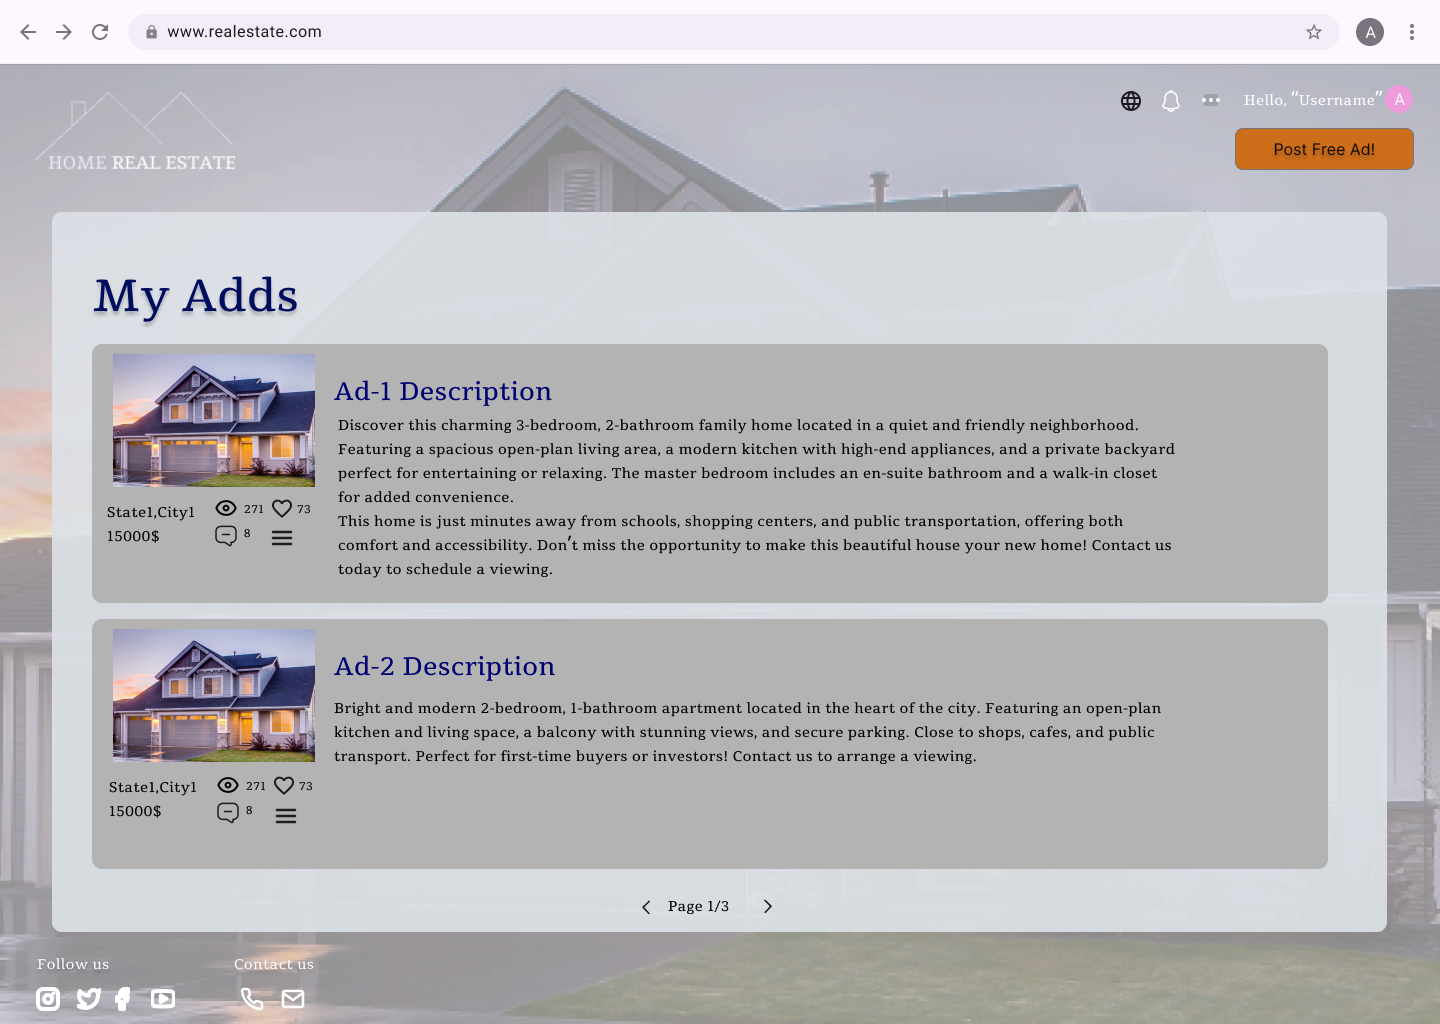 www.realestate.com
A
HOME REAL ESTATE
Hello, "Username" A
Post Free Ad!
My Adds
Ad-1 Description
Discover this charming 3-bedroom, 2-bathroom family home located in a quiet and friendly neighborhood.
Featuring a spacious open-plan living area, a modern kitchen with high-end appliances, and a private backyard
perfect for entertaining or relaxing. The master bedroom includes an en-suite bathroom and a walk-in closet
for added convenience.
This home is just minutes away from schools, shopping centers, and public transportation, offering both
comfort and accessibility. Don't miss the opportunity to make this beautiful house your new home! Contact us
today to schedule a viewing.
State1,City1
15000$
271
73
8
Ad-2 Description
Bright and modern 2-bedroom, 1-bathroom apartment located in the heart of the city. Featuring an open-plan
kitchen and living space, a balcony with stunning views, and secure parking. Close to shops, cafes, and public
transport. Perfect for first-time buyers or investors! Contact us to arrange a viewing.
State1,City1
15000$
271
73
8
Page 1/3
Follow us
Contact us